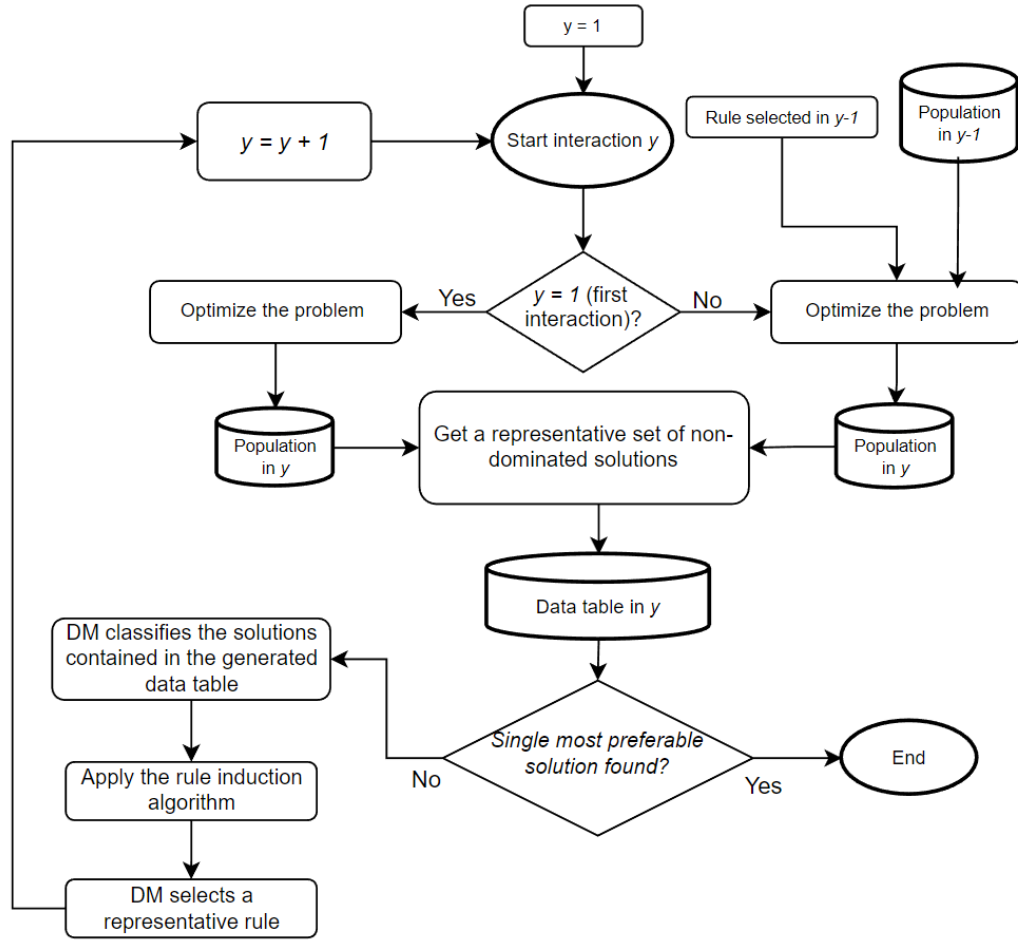 y = 1
y = y + 1
Start interaction y
Rule selected in y-1
Population
in y-1
Optimize the problem
Yes
y = 1 (first
interaction)?
No
Optimize the problem
Population
in y
Get a representative set of non-
dominated solutions
Population
in y
Data table in y
DM classifies the solutions
contained in the generated
data table
Single most preferable
solution found?
No
Yes
End
Apply the rule induction
algorithm
DM selects a
representative rule